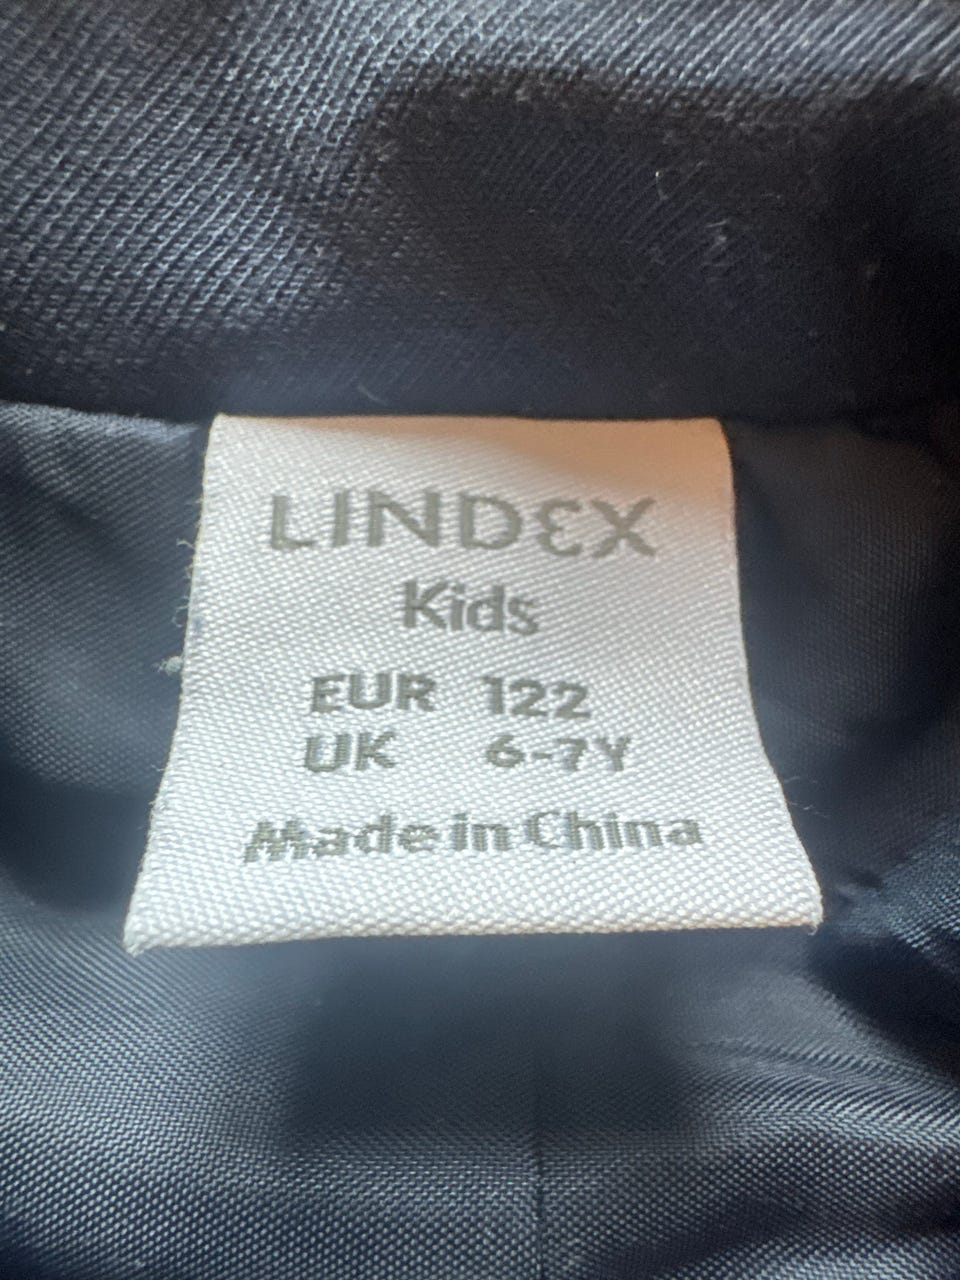 LINDEX
Kids
EUR 122
UK 6-7Y
Made in China